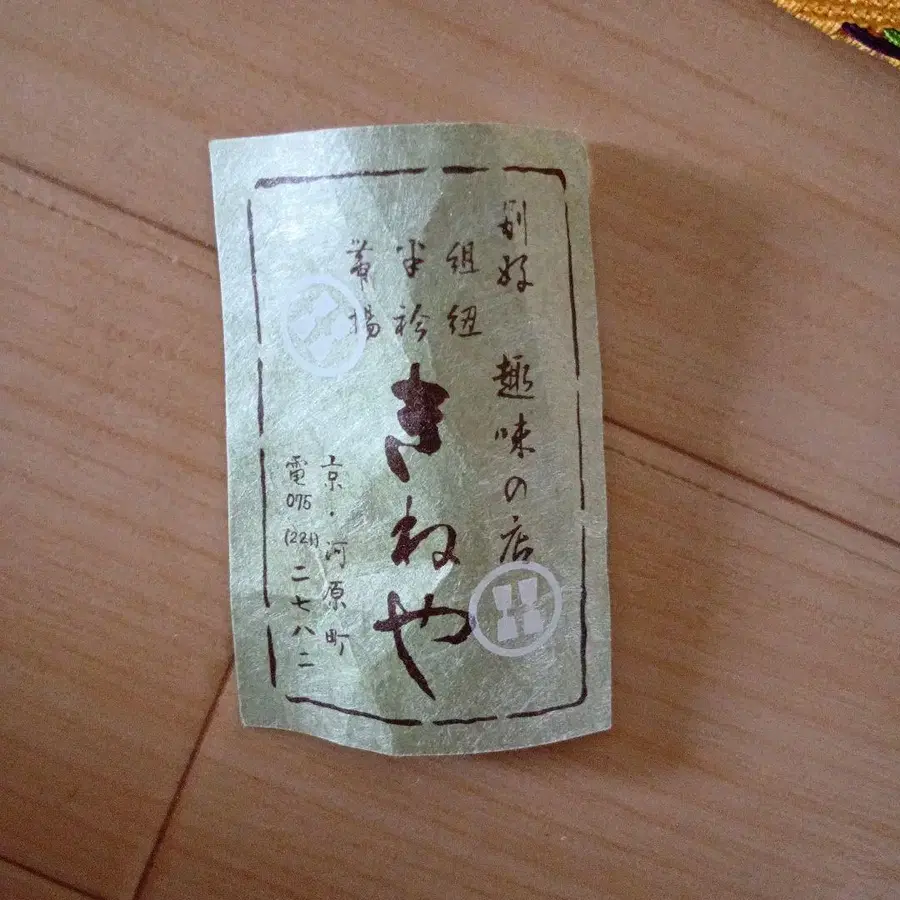 別好 趣味の店
組紐
半衿
帯揚
きねや
京・河原町
電075(221)二七八二